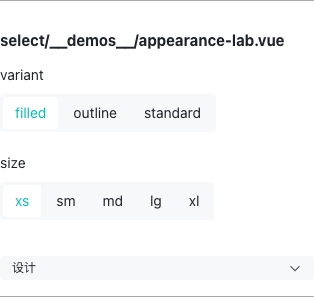 select/__demos__/appearance-lab.vue
variant
filled outline standard
size
xs sm md lg xl
设计